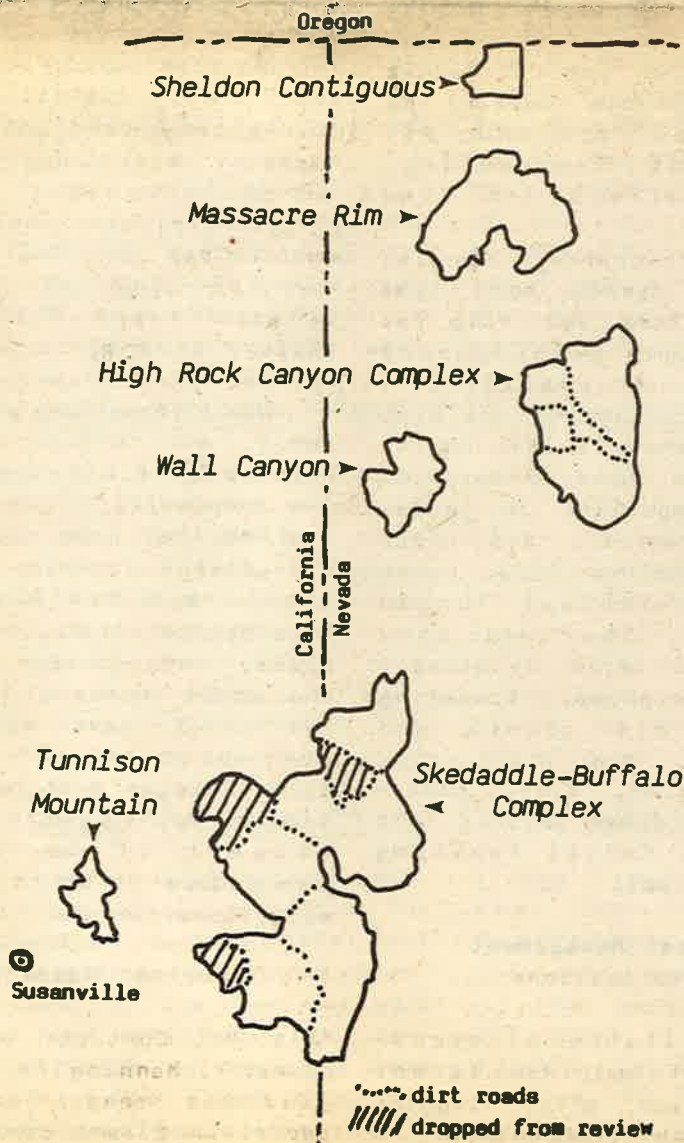 Oregon
Sheldon Contiguous
Massacre Rim
High Rock Canyon Complex
Wall Canyon
California
Nevada
Tunnison
Mountain
Skedaddle-Buffalo
Complex
Susanville
dirt roads
dropped from review